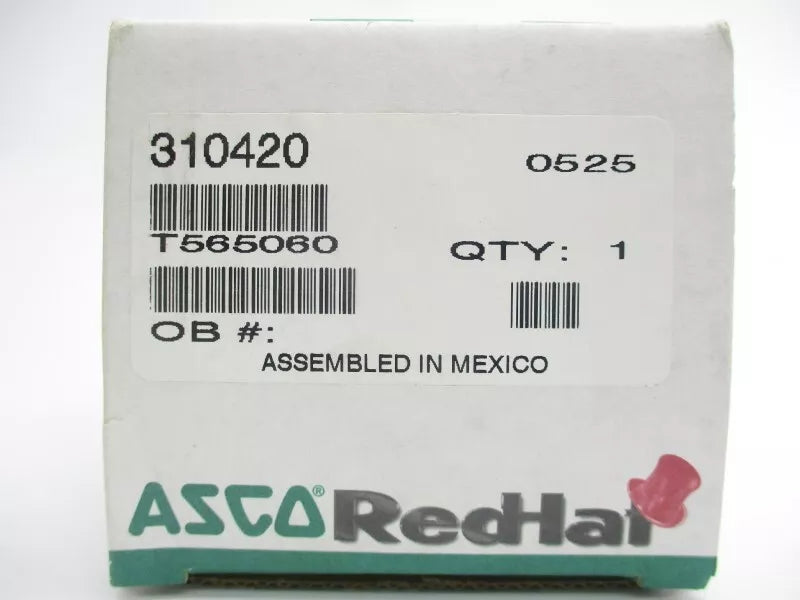 310420
0525
T565060
QTY: 1
OB #:
ASSEMBLED IN MEXICO
ASCO® RedHat